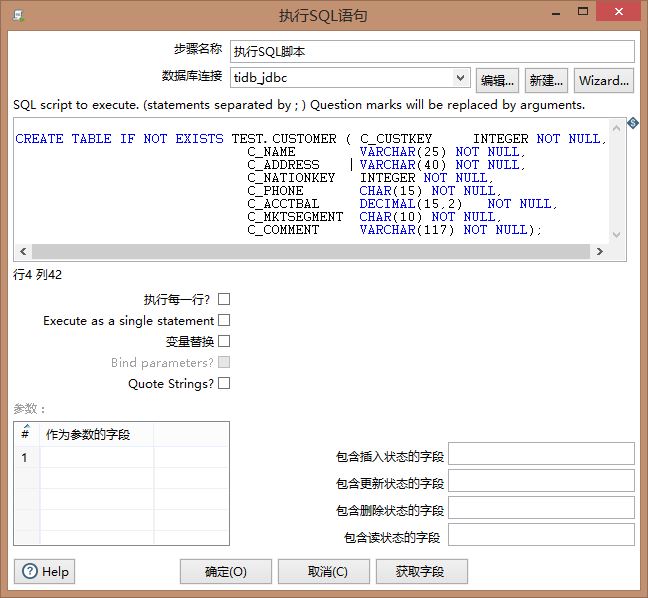 执行SQL语句
步骤名称 执行SQL脚本
数据库连接 tidb_jdbc 编辑... 新建... Wizard...
SQL script to execute. (statements separated by ; ) Question marks will be replaced by arguments.
CREATE TABLE IF NOT EXISTS TEST.CUSTOMER ( C_CUSTKEY INTEGER NOT NULL,
C_NAME VARCHAR(25) NOT NULL,
C_ADDRESS VARCHAR(40) NOT NULL,
C_NATIONKEY INTEGER NOT NULL,
C_PHONE CHAR(15) NOT NULL,
C_ACCTBAL DECIMAL(15,2) NOT NULL,
C_MKTSEGMENT CHAR(10) NOT NULL,
C_COMMENT VARCHAR(117) NOT NULL);
行4 列42
执行每一行?
Execute as a single statement
变量替换
Bind parameters?
Quote Strings?
参数：
# 作为参数的字段
1
包含插入状态的字段
包含更新状态的字段
包含删除状态的字段
包含读状态的字段
Help 确定(O) 取消(C) 获取字段